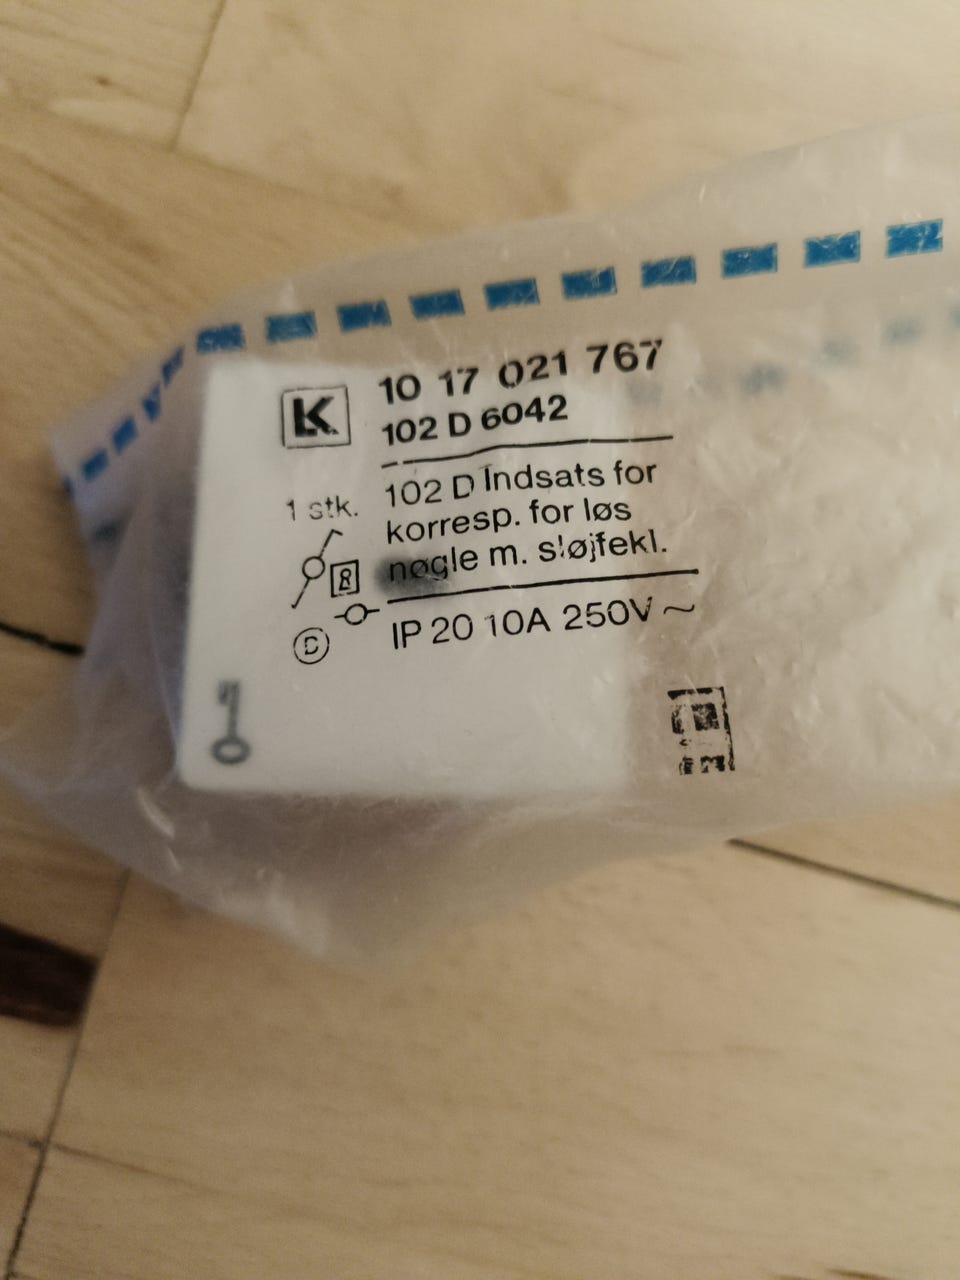 K
10 17 021 767
102 D 6042
1 stk.
102 D Indsats for
korresp. for løs
nøgle m. sløjfekl.
IP 20 10A 250V ~
D